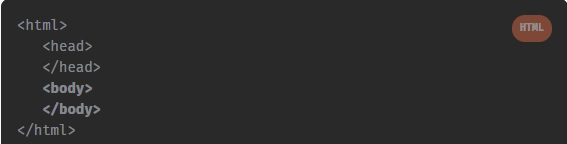 <html>
HTML
<head>
</head>
<body>
</body>
</html>